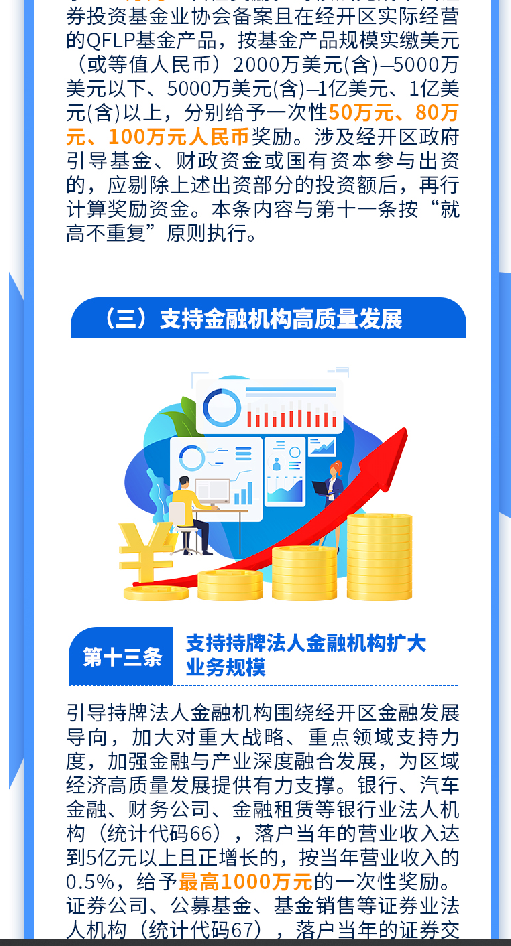 券投资基金业协会备案且在经开区实际经营
的QFLP基金产品，按基金产品规模实缴美元
（或等值人民币）2000万美元(含)—5000万
美元以下、5000万美元(含)—1亿美元、1亿美
元(含)以上，分别给予一次性50万元、80万
元、100万元人民币奖励。涉及经开区政府
引导基金、财政资金或国有资本参与出资
的，应剔除上述出资部分的投资额后，再行
计算奖励资金。本条内容与第十一条按“就
高不重复”原则执行。
（三）支持金融机构高质量发展
第十三条
支持持牌法人金融机构扩大
业务规模
引导持牌法人金融机构围绕经开区金融发展
导向，加大对重大战略、重点领域支持力
度，加强金融与产业深度融合发展，为区域
经济高质量发展提供有力支撑。银行、汽车
金融、财务公司、金融租赁等银行业法人机
构（统计代码66），落户当年的营业收入达
到5亿元以上且正增长的，按当年营业收入的
0.5%，给予最高1000万元的一次性奖励。
证券公司、公募基金、基金销售等证券业法
人机构（统计代码67），落户当年的证券交